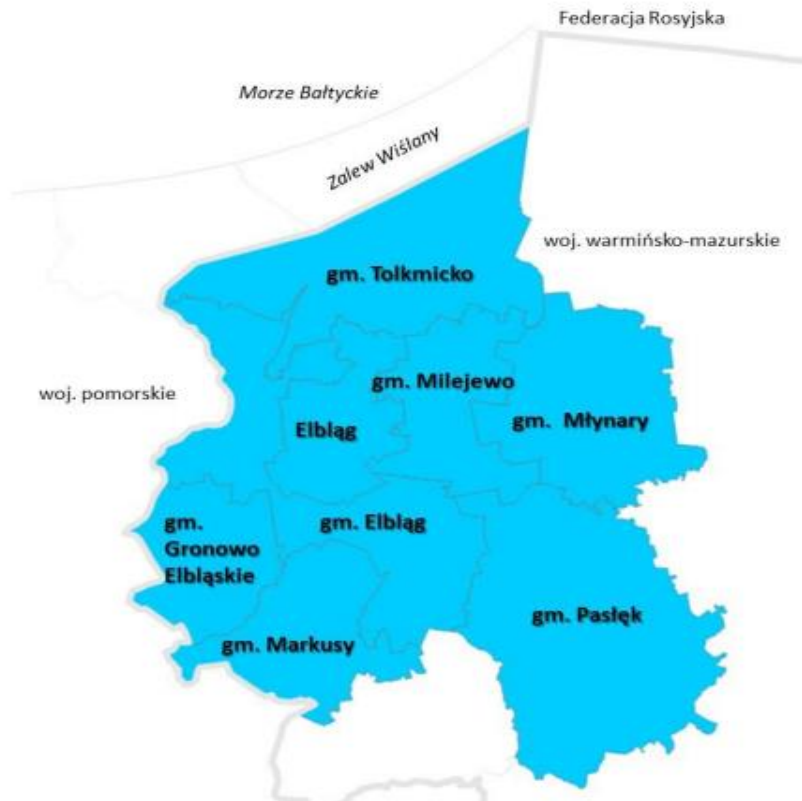 Federacja Rosyjska
Morze Bałtyckie
Zalew Wiślany
woj. warmińsko-mazurskie
gm. Tolkmicko
gm. Milejewo
woj. pomorskie
gm. Młynary
Elbląg
gm. Elbląg
gm.
Gronowo
Elbląskie
gm. Pasłęk
gm. Markusy